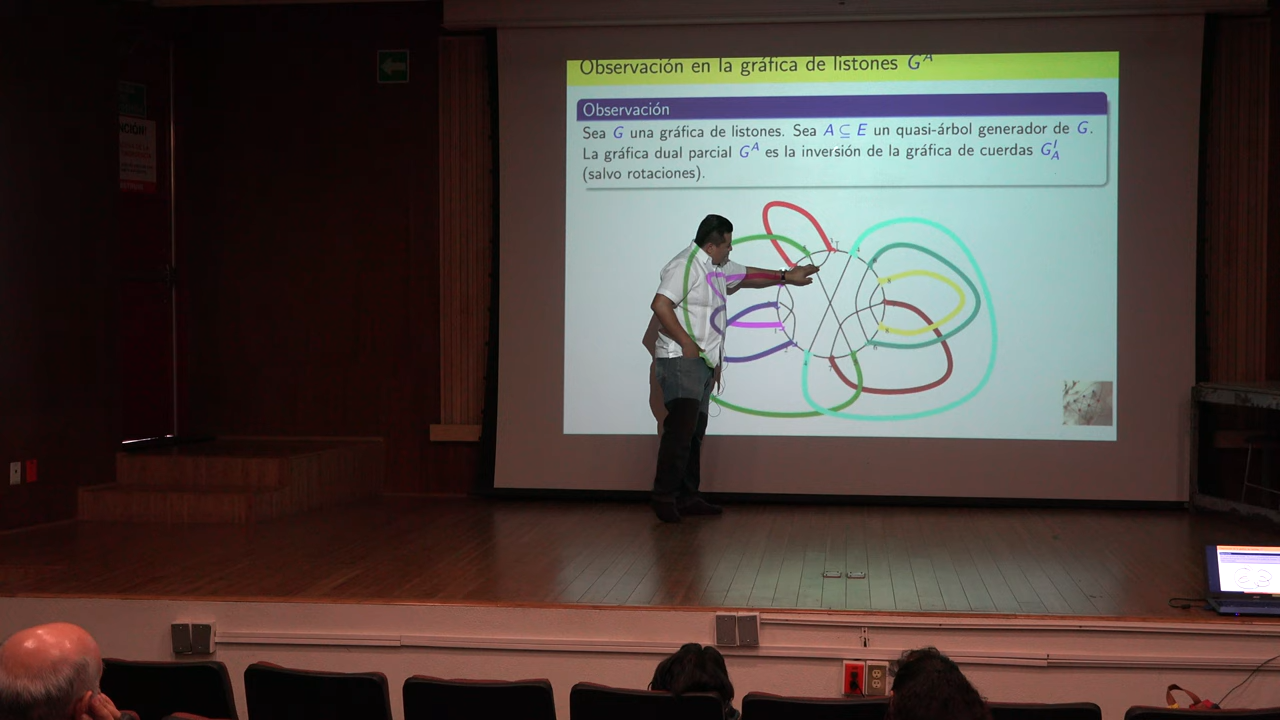 Observación en la gráfica de listones G^A
Observación
Sea G una gráfica de listones. Sea A ⊆ E un quasi-árbol generador de G.
La gráfica dual parcial G^A es la inversión de la gráfica de cuerdas G^I_A
(salvo rotaciones).